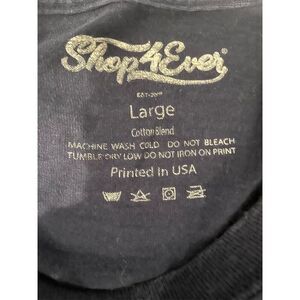 Shop4Ever®
Large
Cotton Blend
MACHINE WASH COLD DO NOT BLEACH
TUMBLE DRY LOW DO NOT IRON ON PRINT
Printed In USA